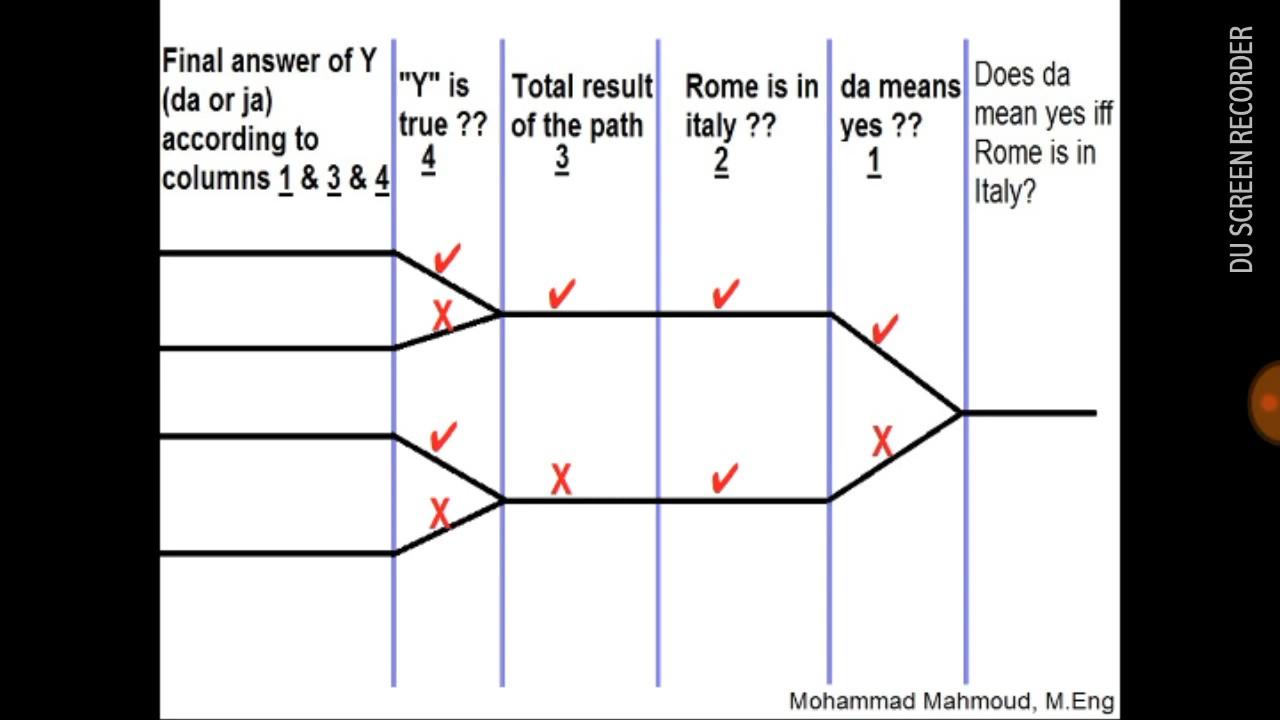 Final answer of Y
(da or ja)
according to
columns 1 & 3 & 4
"Y" is
true ??
4
Total result
of the path
3
Rome is in
italy ??
2
da means
yes ??
1
Does da
mean yes iff
Rome is in
Italy?
DU SCREEN RECORDER
Mohammad Mahmoud, M.Eng